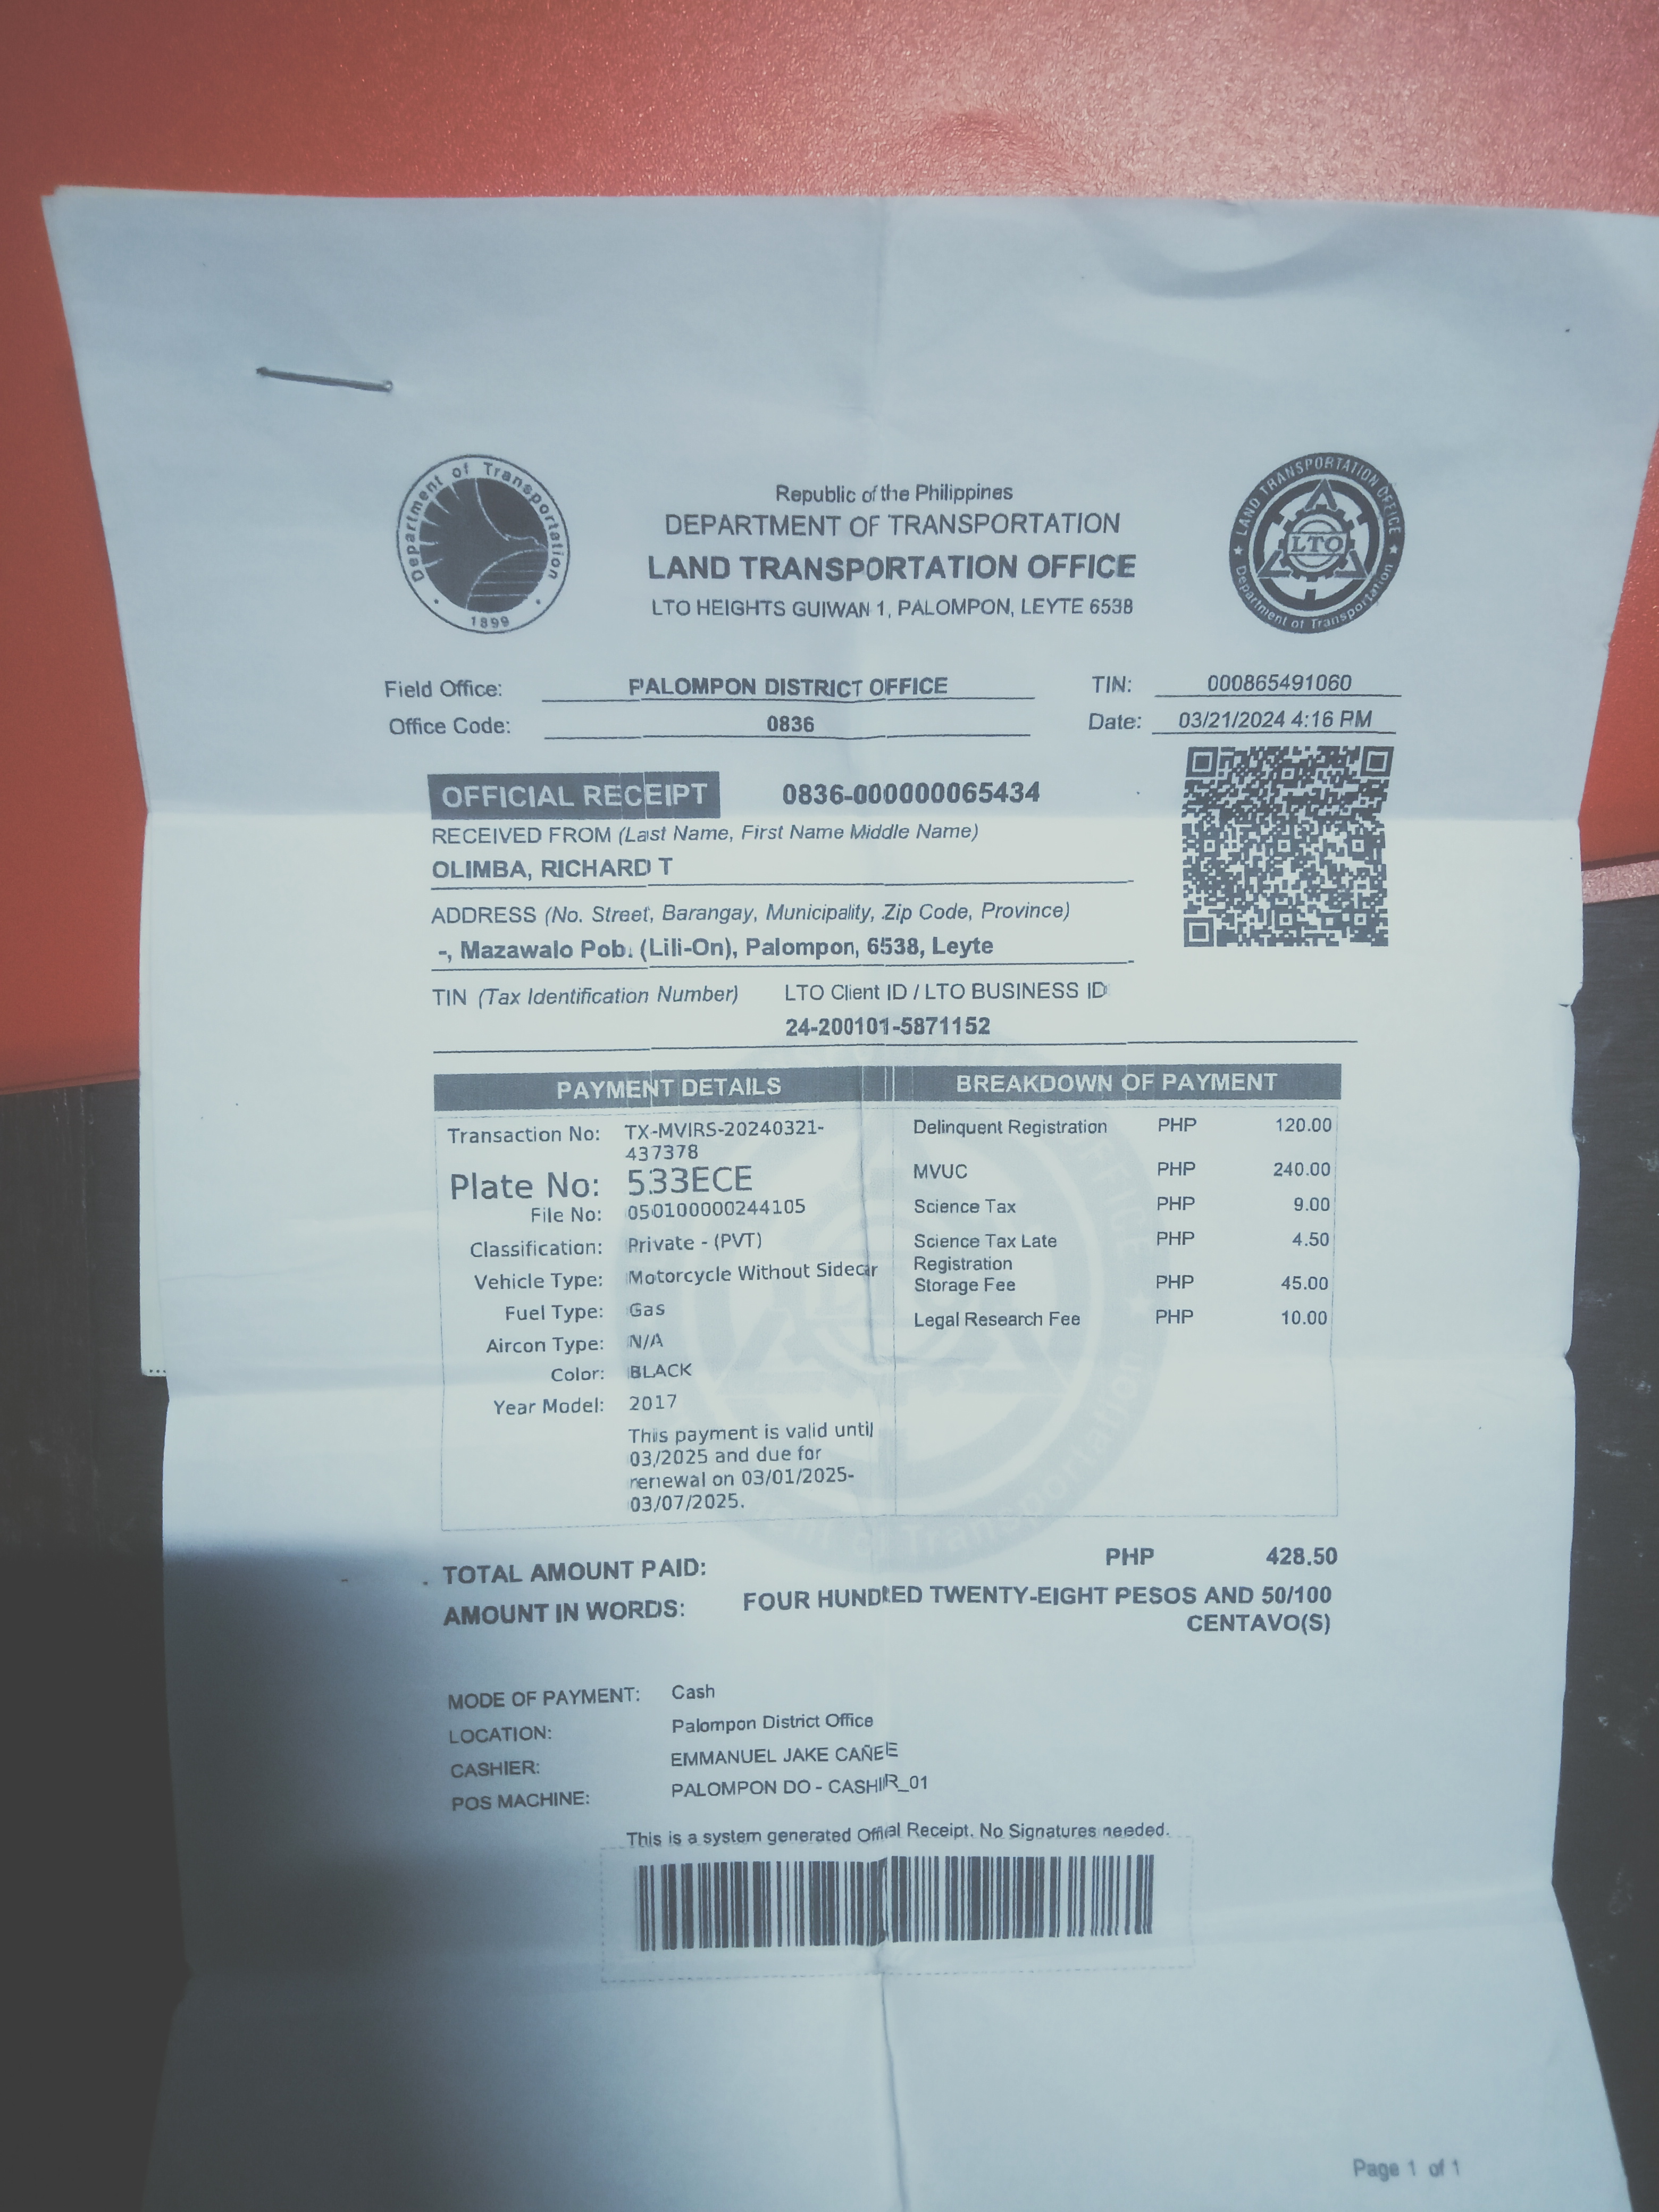 Department of Transportation
1899
Republic of the Philippines
DEPARTMENT OF TRANSPORTATION
LAND TRANSPORTATION OFFICE
LTO HEIGHTS GUIWAN 1, PALOMPON, LEYTE 6538
LAND TRANSPORTATION OFFICE
LTO
Department of Transportation
Field Office: PALOMPON DISTRICT OFFICE TIN: 000865491060
Office Code: 0836 Date: 03/21/2024 4:16 PM
OFFICIAL RECEIPT 0836-000000065434
RECEIVED FROM (Last Name, First Name Middle Name)
OLIMBA, RICHARD T
ADDRESS (No. Street, Barangay, Municipality, Zip Code, Province)
-, Mazawalo Pob. (Lili-On), Palompon, 6538, Leyte
TIN (Tax Identification Number) LTO Client ID / LTO BUSINESS ID
24-200101-5871152
PAYMENT DETAILS
Transaction No: TX-MVIRS-20240321-
437378
Plate No: 533ECE
File No: 050100000244105
Classification: Private - (PVT)
Vehicle Type: Motorcycle Without Sidecar
Fuel Type: Gas
Aircon Type: N/A
Color: BLACK
Year Model: 2017
This payment is valid until
03/2025 and due for
renewal on 03/01/2025-
03/07/2025.
BREAKDOWN OF PAYMENT
Delinquent Registration PHP 120.00
MVUC PHP 240.00
Science Tax PHP 9.00
Science Tax Late PHP 4.50
Registration
Storage Fee PHP 45.00
Legal Research Fee PHP 10.00
TOTAL AMOUNT PAID: PHP 428.50
AMOUNT IN WORDS: FOUR HUNDRED TWENTY-EIGHT PESOS AND 50/100
CENTAVO(S)
MODE OF PAYMENT: Cash
LOCATION: Palompon District Office
CASHIER: EMMANUEL JAKE CAÑEE
POS MACHINE: PALOMPON DO - CASHIR_01
This is a system generated Offial Receipt. No Signatures needed.
Page 1 of 1